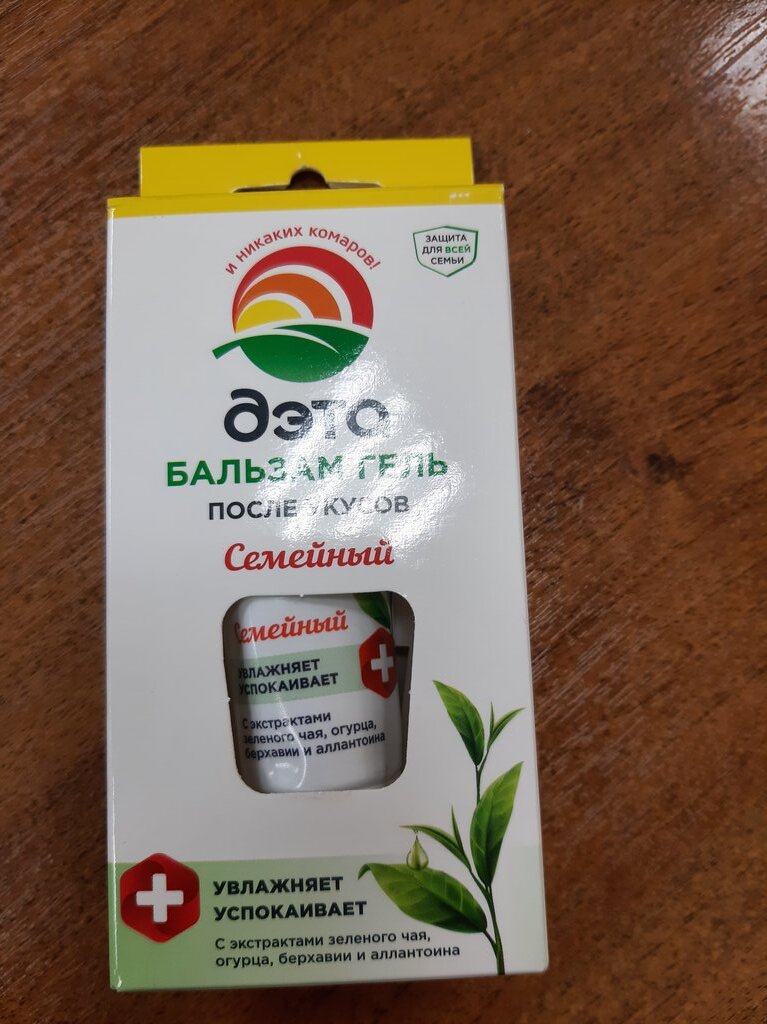 и никаких комаров!
ЗАЩИТА
ДЛЯ ВСЕЙ
СЕМЬИ
дэта
БАЛЬЗАМ ГЕЛЬ
ПОСЛЕ УКУСОВ
Семейный
Семейный
УВЛАЖНЯЕТ
УСПОКАИВАЕТ
С экстрактами
зеленого чая, огурца,
берхавии и аллантоина
УВЛАЖНЯЕТ
УСПОКАИВАЕТ
С экстрактами зеленого чая,
огурца, берхавии и аллантоина